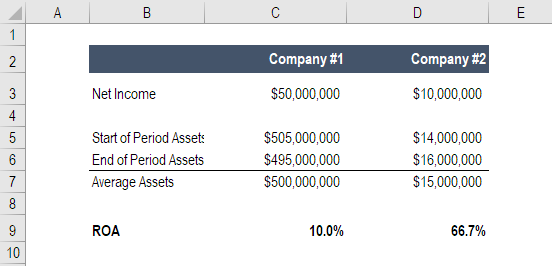 A B C D E
1
2 Company #1 Company #2
3 Net Income $50,000,000 $10,000,000
4
5 Start of Period Assets $505,000,000 $14,000,000
6 End of Period Assets $495,000,000 $16,000,000
7 Average Assets $500,000,000 $15,000,000
8
9 ROA 10.0% 66.7%
10